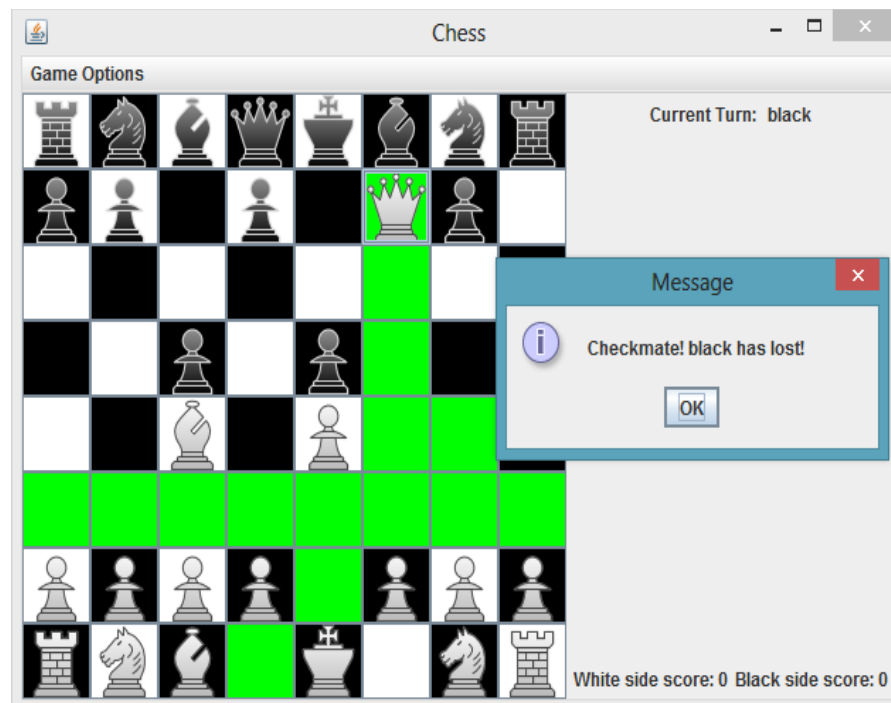 Chess
Game Options
Current Turn: black
Message
Checkmate! black has lost!
OK
White side score: 0 Black side score: 0